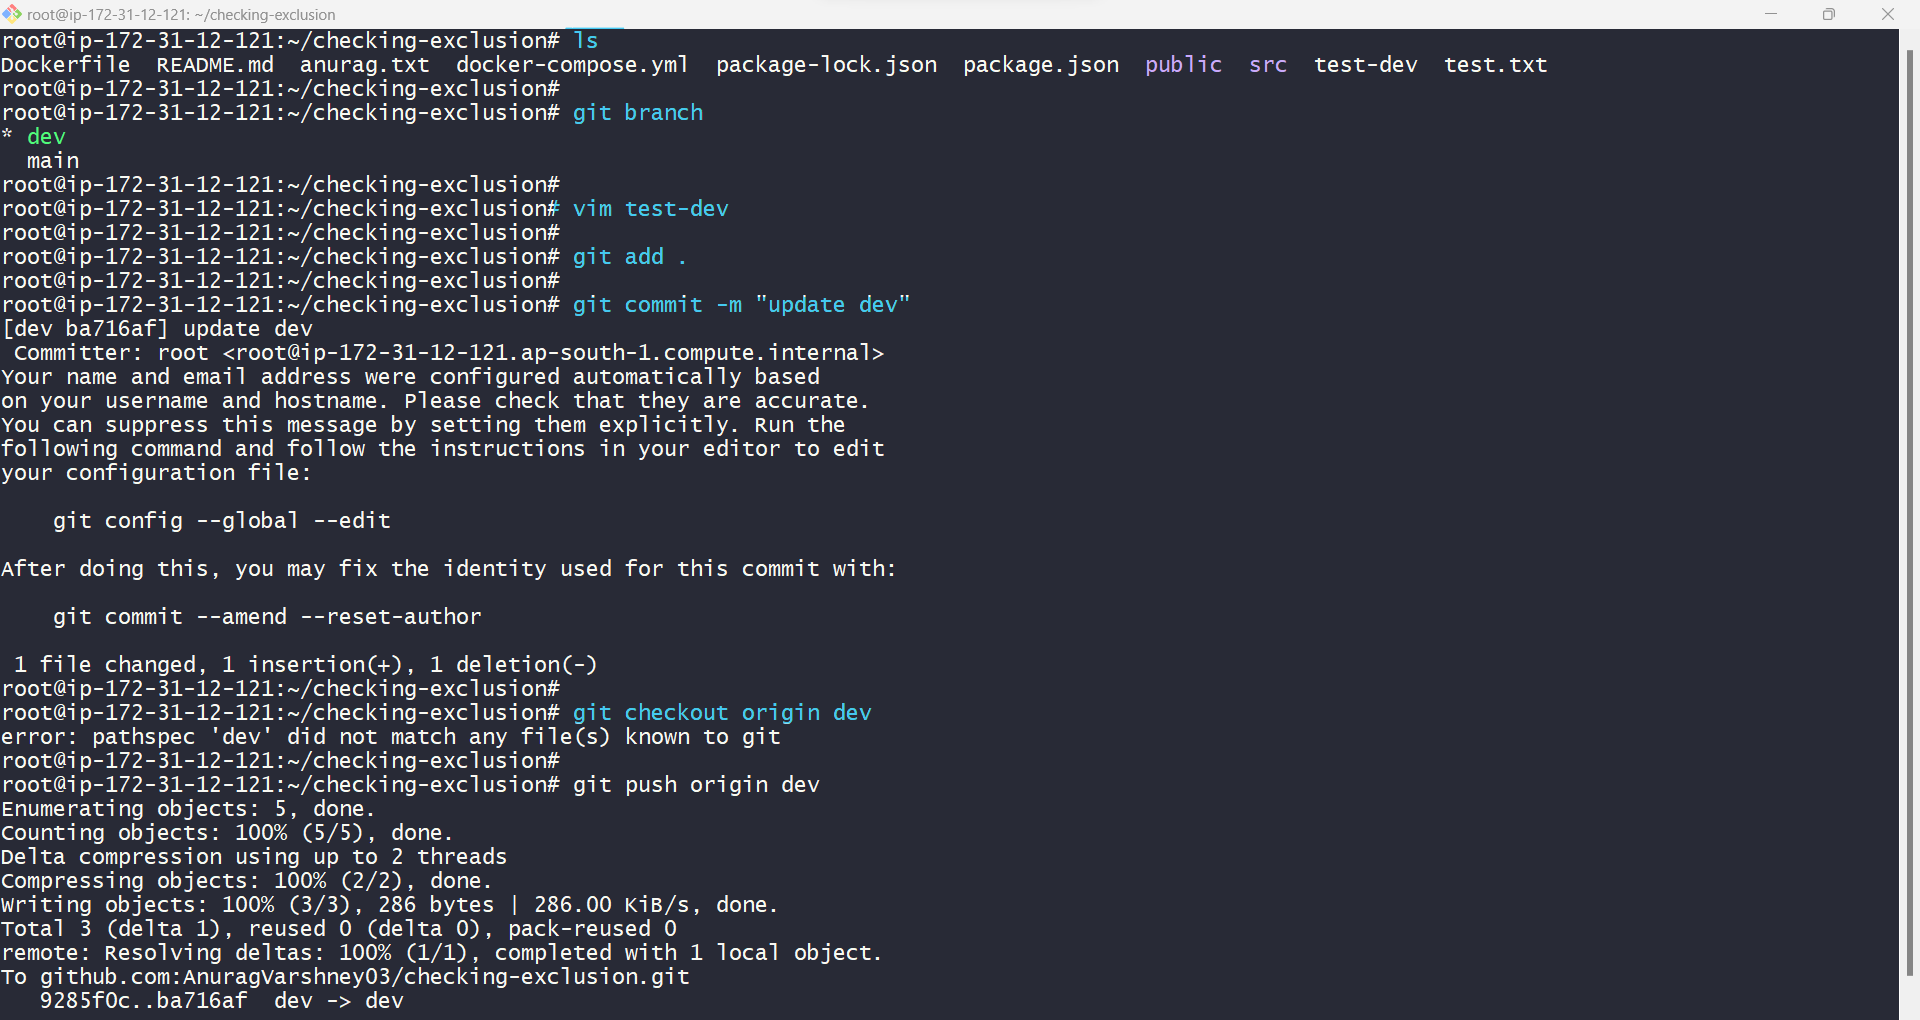 root@ip-172-31-12-121: ~/checking-exclusion
root@ip-172-31-12-121:~/checking-exclusion# ls
Dockerfile  README.md  anurag.txt  docker-compose.yml  package-lock.json  package.json  public  src  test-dev  test.txt
root@ip-172-31-12-121:~/checking-exclusion#
root@ip-172-31-12-121:~/checking-exclusion# git branch
* dev
  main
root@ip-172-31-12-121:~/checking-exclusion#
root@ip-172-31-12-121:~/checking-exclusion# vim test-dev
root@ip-172-31-12-121:~/checking-exclusion#
root@ip-172-31-12-121:~/checking-exclusion# git add .
root@ip-172-31-12-121:~/checking-exclusion#
root@ip-172-31-12-121:~/checking-exclusion# git commit -m "update dev"
[dev ba716af] update dev
 Committer: root <root@ip-172-31-12-121.ap-south-1.compute.internal>
Your name and email address were configured automatically based
on your username and hostname. Please check that they are accurate.
You can suppress this message by setting them explicitly. Run the
following command and follow the instructions in your editor to edit
your configuration file:
    git config --global --edit
After doing this, you may fix the identity used for this commit with:
    git commit --amend --reset-author
 1 file changed, 1 insertion(+), 1 deletion(-)
root@ip-172-31-12-121:~/checking-exclusion#
root@ip-172-31-12-121:~/checking-exclusion# git checkout origin dev
error: pathspec 'dev' did not match any file(s) known to git
root@ip-172-31-12-121:~/checking-exclusion#
root@ip-172-31-12-121:~/checking-exclusion# git push origin dev
Enumerating objects: 5, done.
Counting objects: 100% (5/5), done.
Delta compression using up to 2 threads
Compressing objects: 100% (2/2), done.
Writing objects: 100% (3/3), 286 bytes | 286.00 KiB/s, done.
Total 3 (delta 1), reused 0 (delta 0), pack-reused 0
remote: Resolving deltas: 100% (1/1), completed with 1 local object.
To github.com:AnuragVarshney03/checking-exclusion.git
   9285f0c..ba716af  dev -> dev